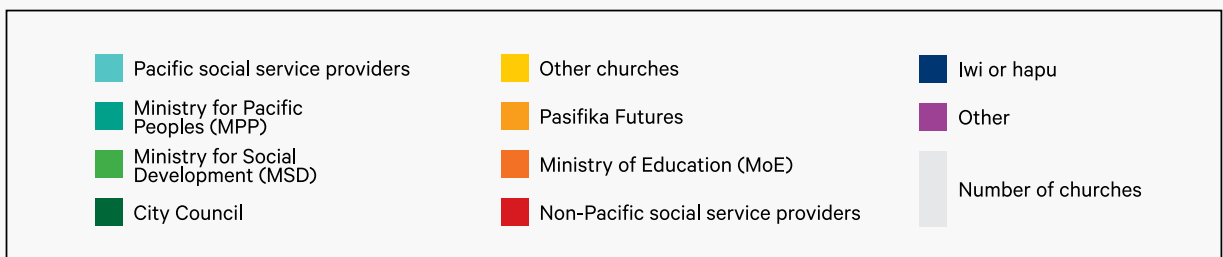 Pacific social service providers
Ministry for Pacific
Peoples (MPP)
Ministry for Social
Development (MSD)
City Council
Other churches
Pasifika Futures
Ministry of Education (MoE)
Non-Pacific social service providers
Iwi or hapu
Other
Number of churches